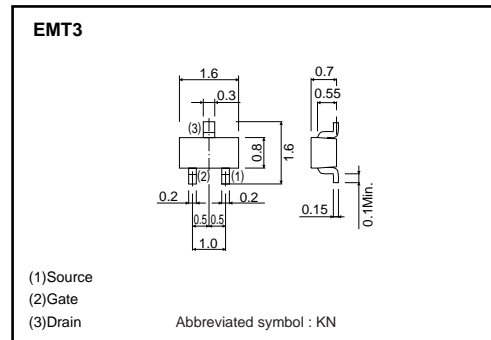 EMT3
1.6
0.7
0.3
0.55
(3)
0.8
1.6
(2)
(1)
0.2
0.2
0.5 0.5
1.0
0.15
0.1Min.
(1)Source
(2)Gate
(3)Drain
Abbreviated symbol : KN